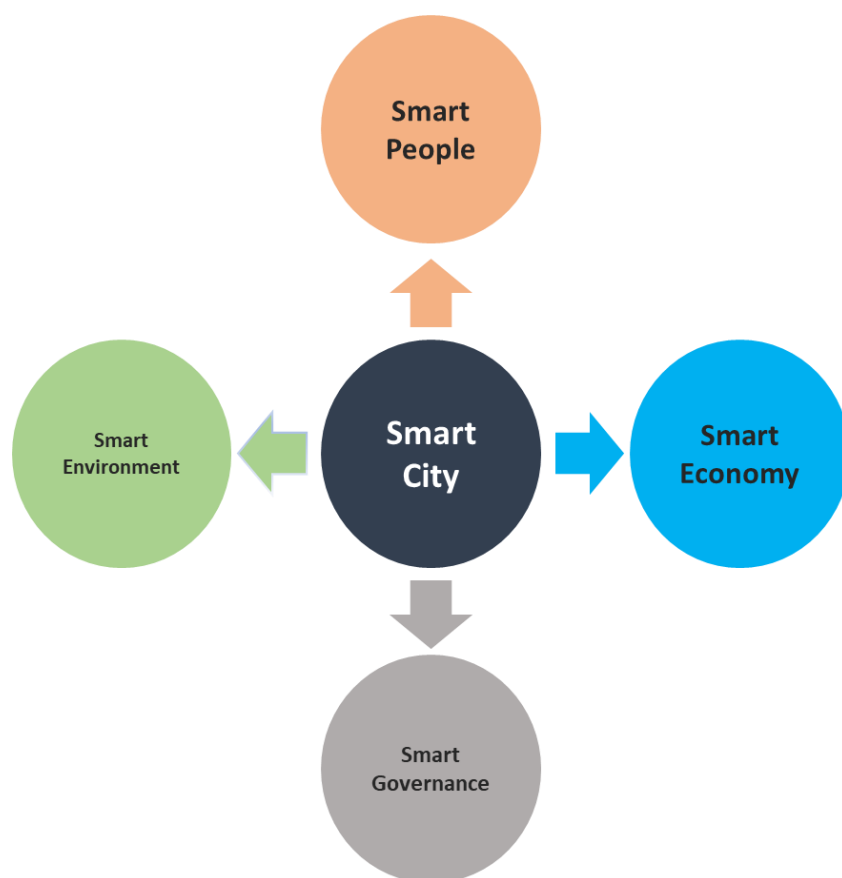 Smart
People
Smart
Environment
Smart
City
Smart
Economy
Smart
Governance